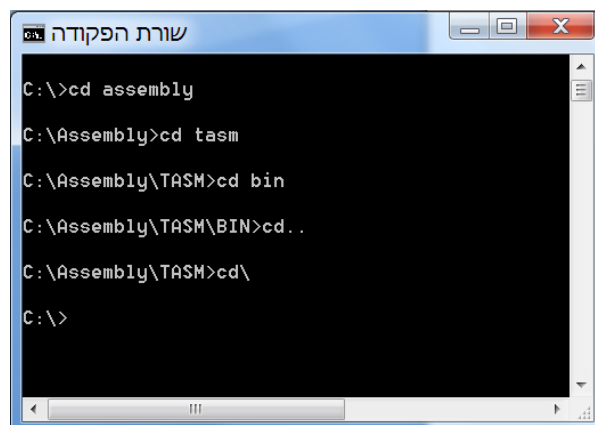 שורת הפקודה
C:\>cd assembly
C:\Assembly>cd tasm
C:\Assembly\TASM>cd bin
C:\Assembly\TASM\BIN>cd..
C:\Assembly\TASM>cd\
C:\>